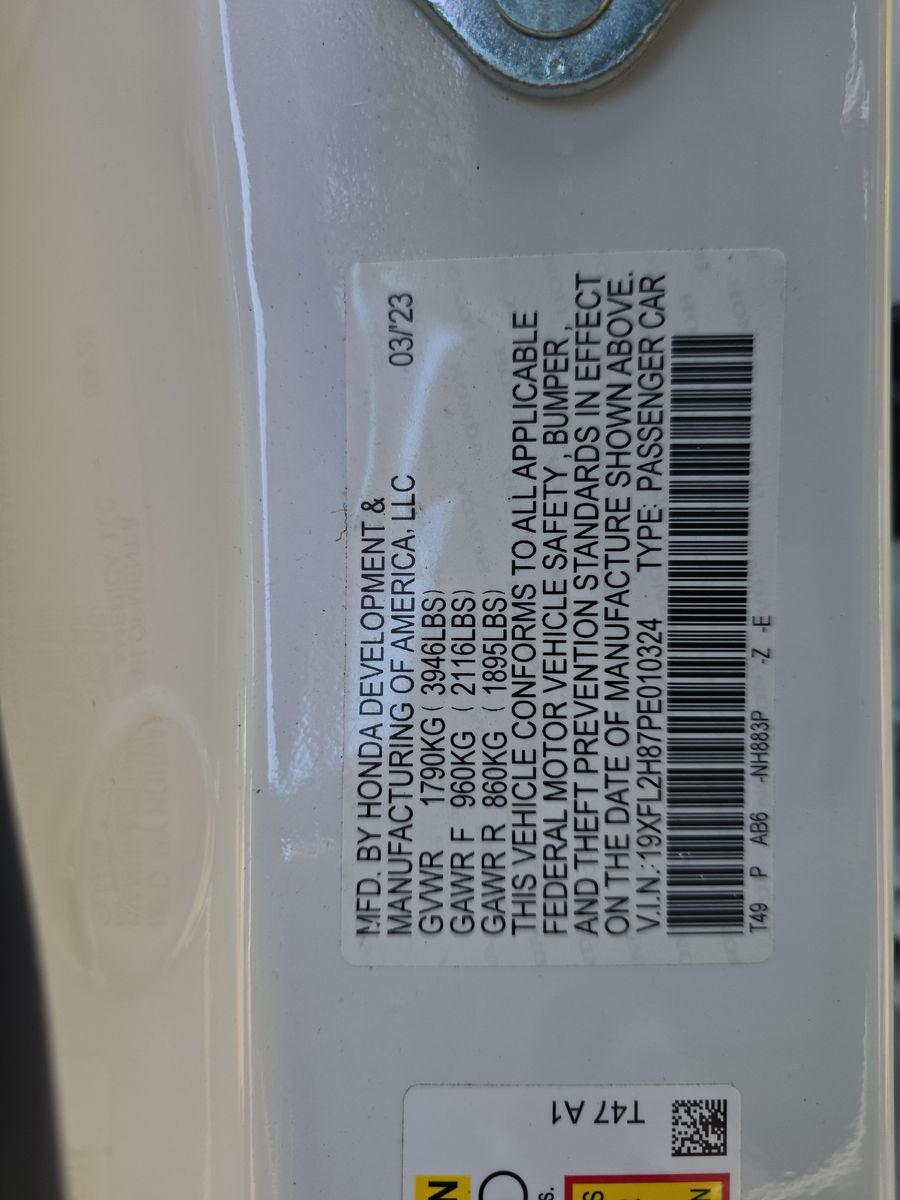 MFD. BY HONDA DEVELOPMENT &
MANUFACTURING OF AMERICA, LLC 03/'23
GVWR 1790KG ( 3946LBS)
GAWR F 960KG ( 2116LBS)
GAWR R 860KG ( 1895LBS)
THIS VEHICLE CONFORMS TO ALL APPLICABLE
FEDERAL MOTOR VEHICLE SAFETY , BUMPER ,
AND THEFT PREVENTION STANDARDS IN EFFECT
ON THE DATE OF MANUFACTURE SHOWN ABOVE.
V.I.N.: 19XFL2H87PE010324 TYPE: PASSENGER CAR
T49 P AB6 -NH883P -Z -E
T47 A1